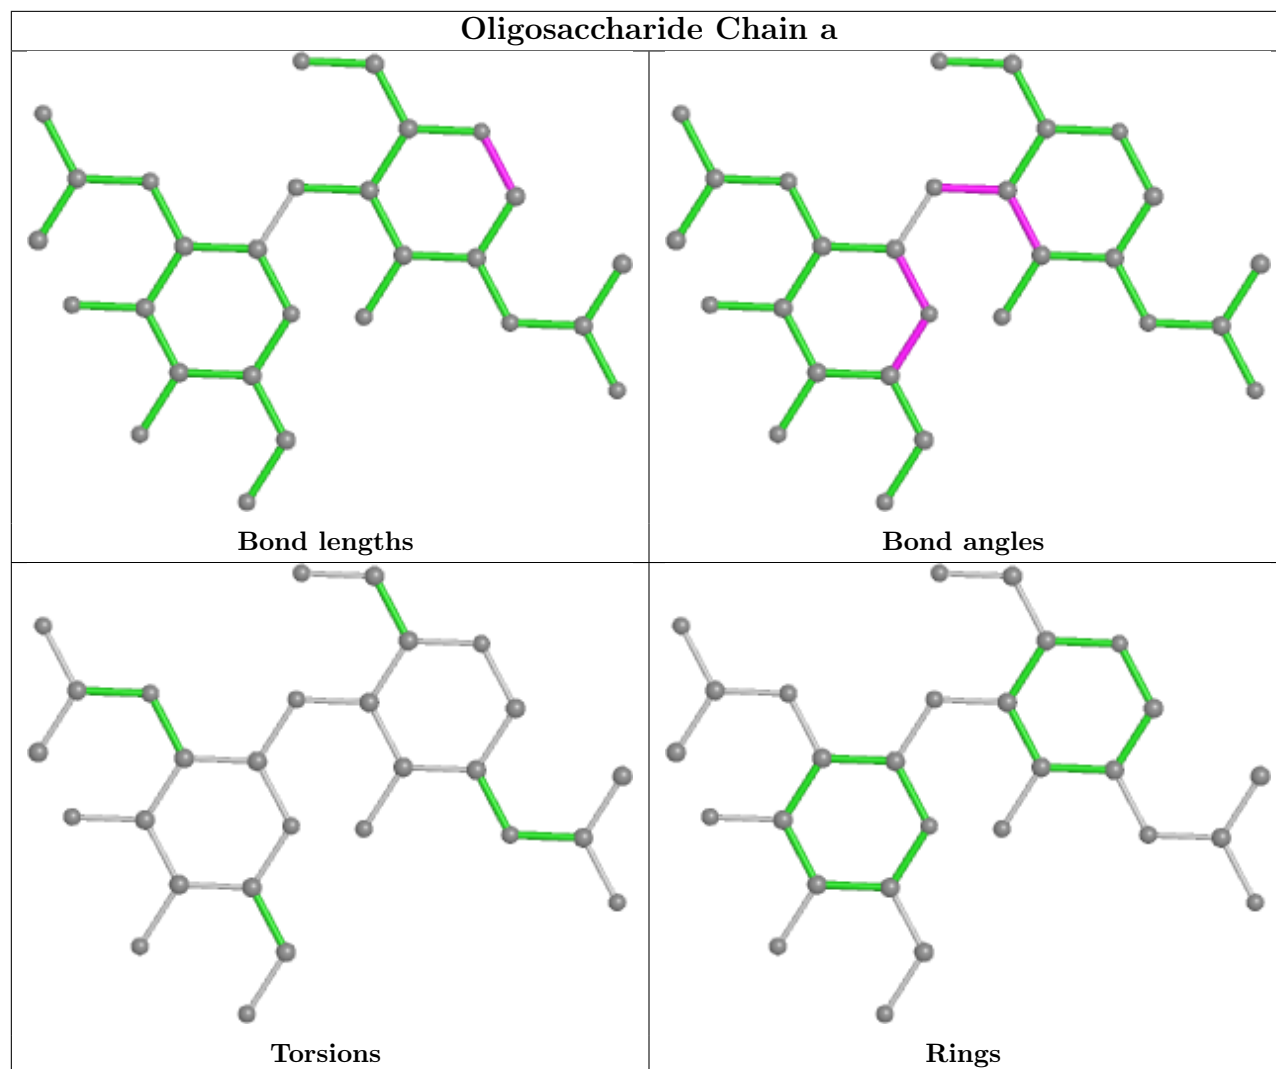 Oligosaccharide Chain a
Bond lengths
Bond angles
Torsions
Rings